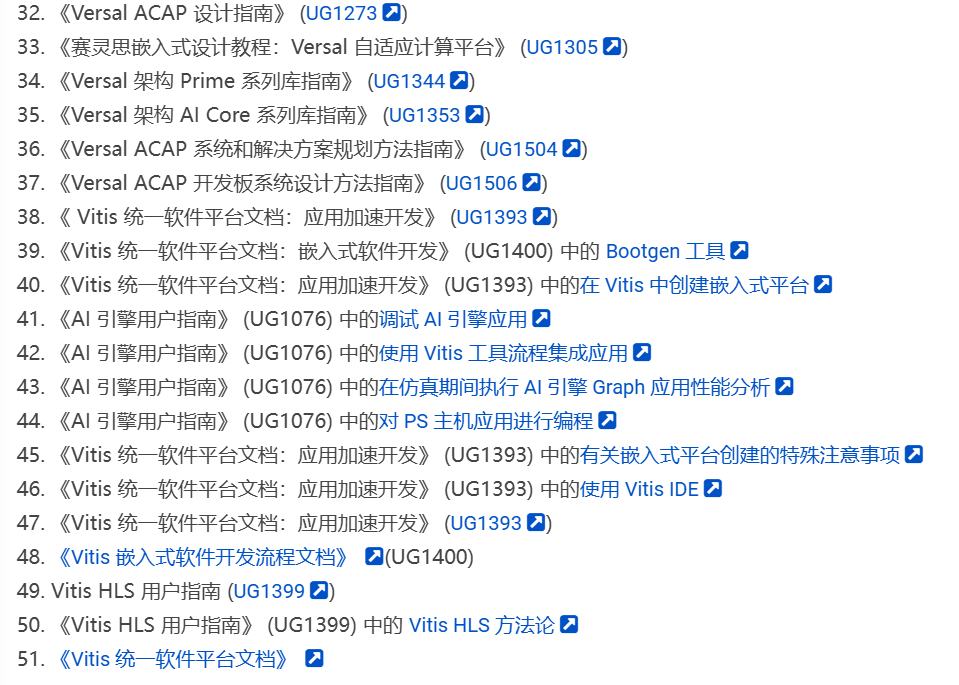 32. 《Versal ACAP 设计指南》 (UG1273)
33. 《赛灵思嵌入式设计教程：Versal 自适应计算平台》 (UG1305)
34. 《Versal 架构 Prime 系列库指南》 (UG1344)
35. 《Versal 架构 AI Core 系列库指南》 (UG1353)
36. 《Versal ACAP 系统和解决方案规划方法指南》 (UG1504)
37. 《Versal ACAP 开发板系统设计方法指南》 (UG1506)
38. 《 Vitis 统一软件平台文档：应用加速开发》 (UG1393)
39. 《Vitis 统一软件平台文档：嵌入式软件开发》 (UG1400) 中的 Bootgen 工具
40. 《Vitis 统一软件平台文档：应用加速开发》 (UG1393) 中的在 Vitis 中创建嵌入式平台
41. 《AI 引擎用户指南》 (UG1076) 中的调试 AI 引擎应用
42. 《AI 引擎用户指南》 (UG1076) 中的使用 Vitis 工具流程集成应用
43. 《AI 引擎用户指南》 (UG1076) 中的在仿真期间执行 AI 引擎 Graph 应用性能分析
44. 《AI 引擎用户指南》 (UG1076) 中的对 PS 主机应用进行编程
45. 《Vitis 统一软件平台文档：应用加速开发》 (UG1393) 中的有关嵌入式平台创建的特殊注意事项
46. 《Vitis 统一软件平台文档：应用加速开发》 (UG1393) 中的使用 Vitis IDE
47. 《Vitis 统一软件平台文档：应用加速开发》 (UG1393)
48. 《Vitis 嵌入式软件开发流程文档》 (UG1400)
49. Vitis HLS 用户指南 (UG1399)
50. 《Vitis HLS 用户指南》 (UG1399) 中的 Vitis HLS 方法论
51. 《Vitis 统一软件平台文档》